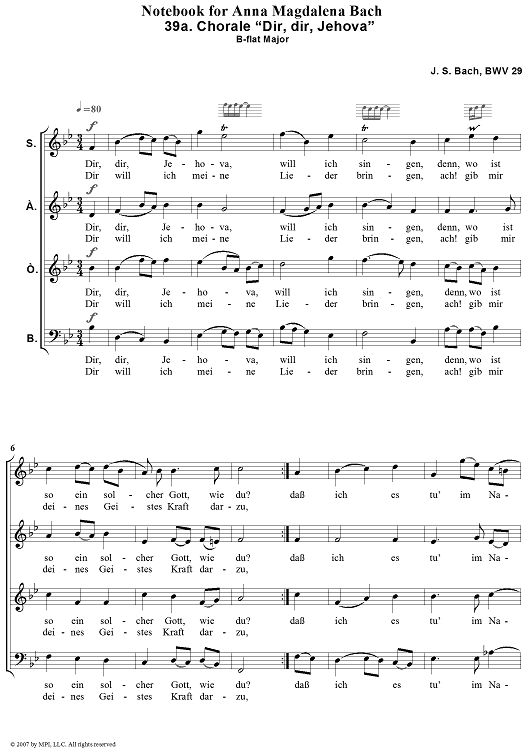 Notebook for Anna Magdalena Bach
39a. Chorale “Dir, dir, Jehova”
B-flat Major
J. S. Bach, BWV 29
=80
f
S.
Dir, dir, Je- ho - va, will ich sin - gen, denn, wo ist
Dir will ich mei- ne Lie - der brin - gen, ach! gib mir
À.
Dir, dir, Je- ho - va, will ich sin - gen, denn, wo ist
Dir will ich mei- ne Lie - der brin - gen, ach! gib mir
f
Ò.
Dir, dir, Je - ho - va, will ich sin - gen, denn, wo ist
Dir will ich mei - ne Lie - der brin - gen, ach! gib mir
f
B.
Dir, dir, Je - ho - va, will ich sin - gen, denn, wo ist
Dir will ich mei - ne Lie - der brin - gen, ach! gib mir
6
so ein sol - cher Gott, wie du? daß ich es tu' im Na -
dei - nes Gei - stes Kraft dar zu,
so ein sol - cher Gott, wie du? daß ich es tu' im Na -
dei - nes Gei - stes Kraft dar zu,
so ein sol - cher Gott, wie du? daß ich es tu' im Na -
dei - nes Gei - stes Kraft dar zu,
so ein sol - cher Gott, wie du? daß ich es tu' im Na -
dei - nes Gei - stes Kraft dar - zu,
© 2007 by MPI, LLC. All rights reserved